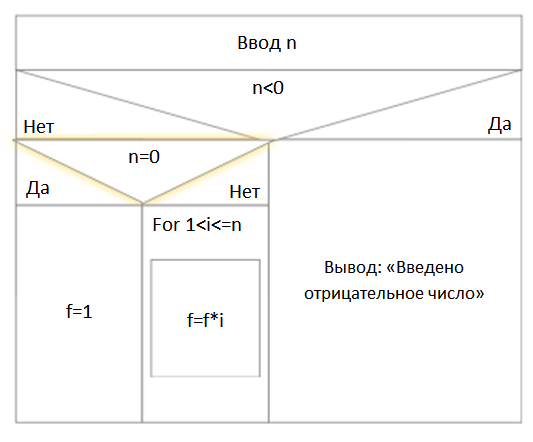 Ввод n
n<0
Нет
Да
n=0
Да
Нет
For 1<i<=n
Вывод: «Введено
отрицательное число»
f=1
f=f*i